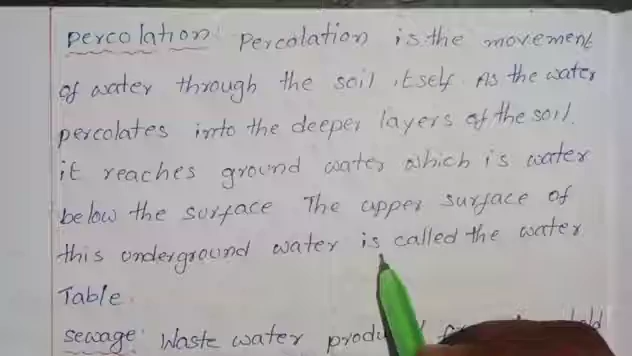 Percolation: Percolation is the movement
of water through the soil itself. As the water
percolates into the deeper layers of the soil.
it reaches ground water which is water
below the surface The upper surface of
this underground water is called the water
Table.
Sewage: Waste water